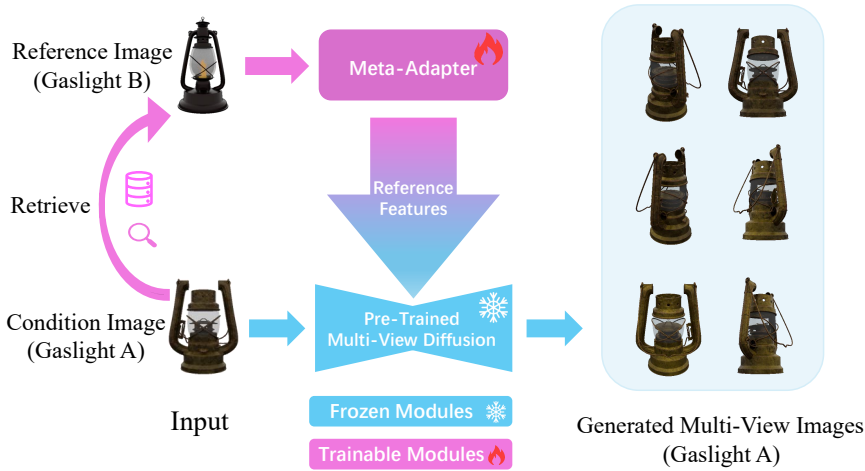 Reference Image
(Gaslight B)
Meta-Adapter
Retrieve
Reference
Features
Condition Image
(Gaslight A)
Pre-Trained
Multi-View Diffusion
Input
Frozen Modules
Trainable Modules
Generated Multi-View Images
(Gaslight A)